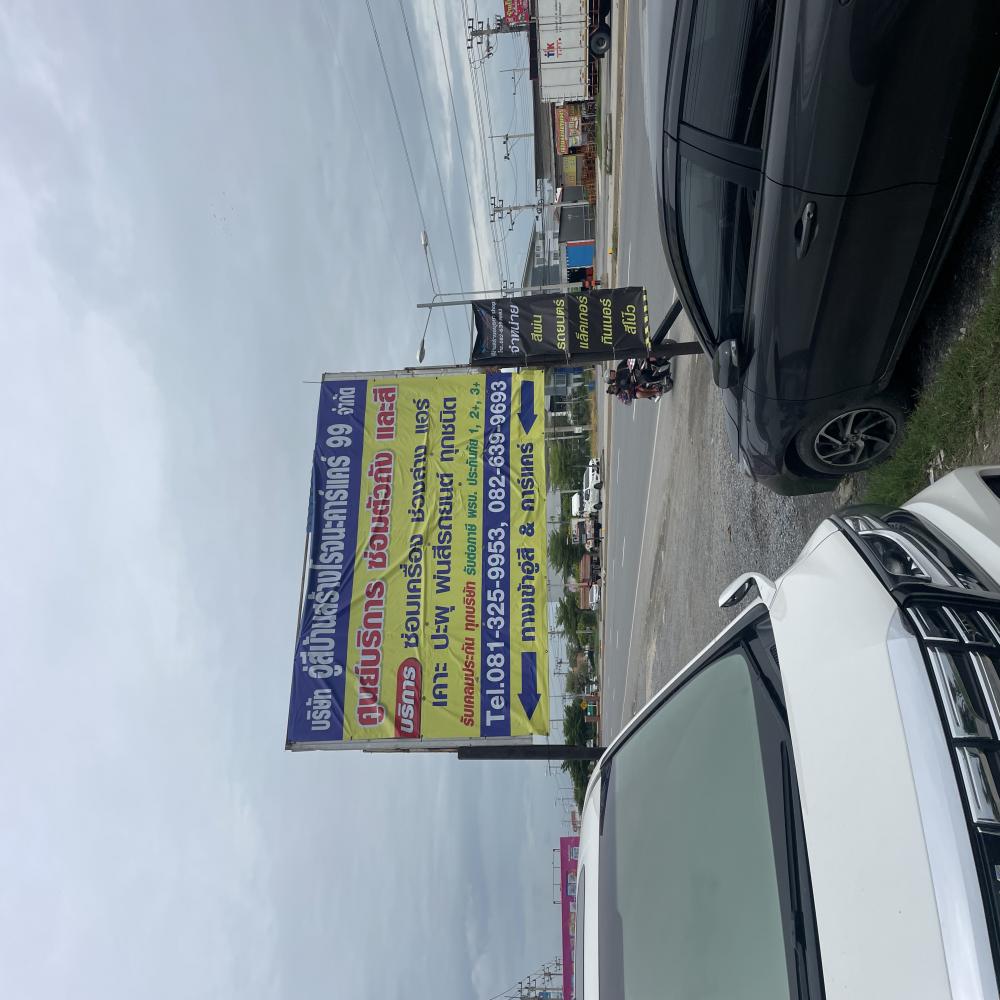 บริษัท อู่สีบ้านสร้างโรจนะคาร์แคร์ 99 จำกัด
ศูนย์บริการ ซ่อมตัวถัง และสี
บริการ ซ่อมเครื่อง ช่วงล่าง แอร์
เคาะ ปะผุ พ่นสีรถยนต์ ทุกชนิด
รับเคลมประกัน ทุกบริษัท รับต่อภาษี พรบ. ประกันภัย 1, 2+, 3+
Tel.081-325-9953, 082-639-9693
ทางเข้าอู่สี & คาร์แคร์
จำหน่าย
สีพ่น
รถยนตร์
แล็คเกอร์
ทินเนอร์
สีโป๊ว